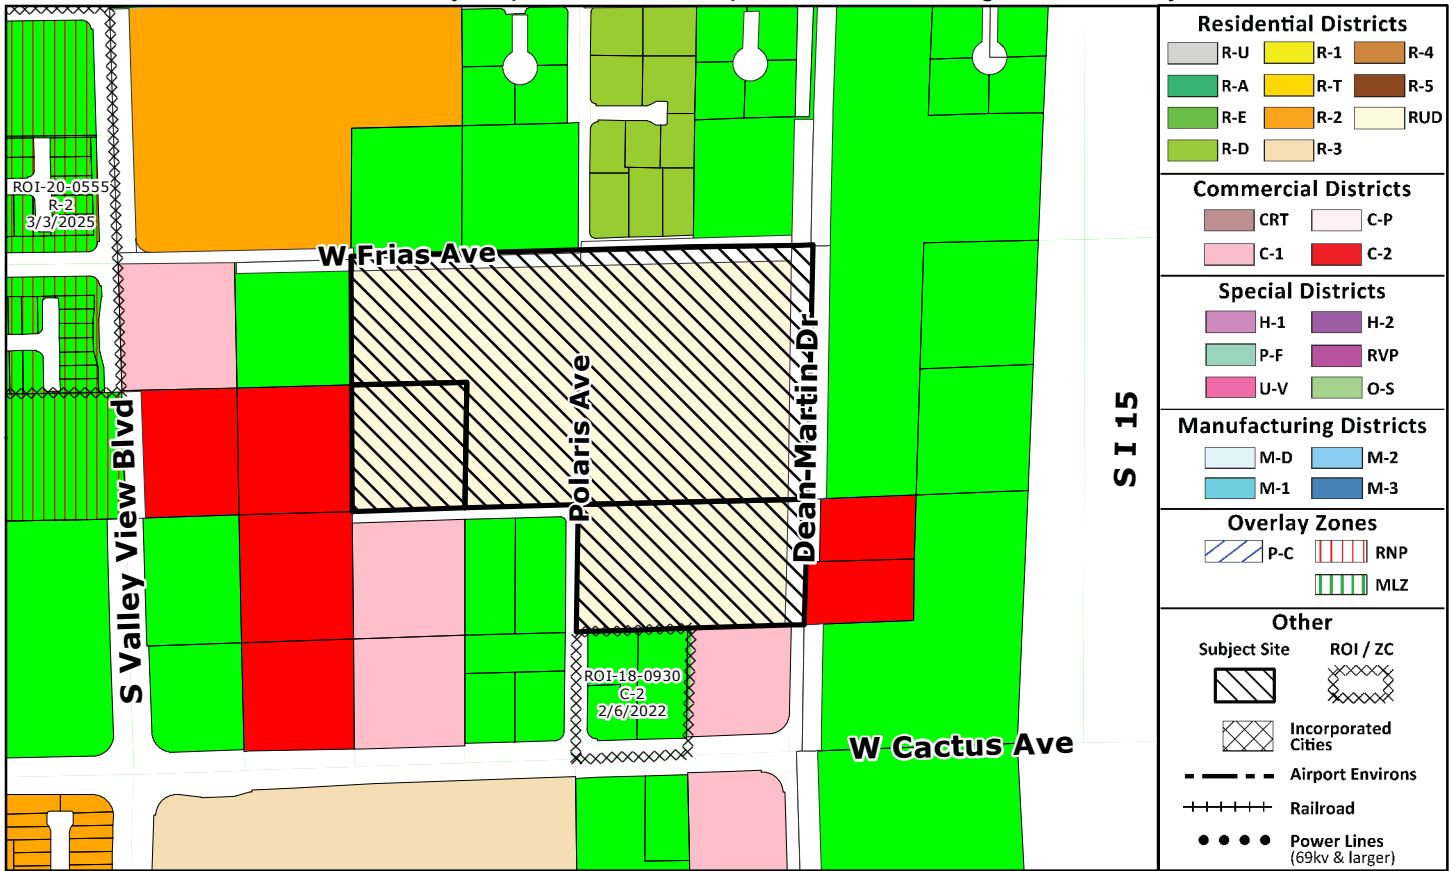 ROI-20-0555
R-2
3/3/2025
W Frias Ave
S Valley View Blvd
Polaris Ave
Dean Martin Dr
S I 15
ROI-18-0930
C-2
2/6/2022
W Cactus Ave
Residential Districts
R-U
R-1
R-4
R-A
R-T
R-5
R-E
R-2
RUD
R-D
R-3
Commercial Districts
CRT
C-P
C-1
C-2
Special Districts
H-1
H-2
P-F
RVP
U-V
O-S
Manufacturing Districts
M-D
M-2
M-1
M-3
Overlay Zones
P-C
RNP
MLZ
Other
Subject Site
ROI / ZC
Incorporated
Cities
Airport Environs
Railroad
Power Lines
(69kv & larger)